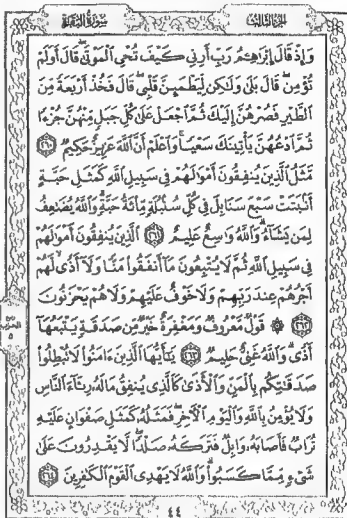 الجزء الثالث
سورة البقرة
وَإِذْ قَالَ إِبْرَٰهِـۧمُ رَبِّ أَرِنِى كَيْفَ تُحْىِ ٱلْمَوْتَىٰ قَالَ أَوَلَمْ
تُؤْمِن قَالَ بَلَىٰ وَلَٰكِن لِّيَطْمَئِنَّ قَلْبِى قَالَ فَخُذْ أَرْبَعَةً مِّنَ
ٱلطَّيْرِ فَصُرْهُنَّ إِلَيْكَ ثُمَّ ٱجْعَلْ عَلَىٰ كُلِّ جَبَلٍ مِّنْهُنَّ جُزْءًا
ثُمَّ ٱدْعُهُنَّ يَأْتِينَكَ سَعْيًا وَٱعْلَمْ أَنَّ ٱللَّهَ عَزِيزٌ حَكِيمٌ ٢٦٠
مَّثَلُ ٱلَّذِينَ يُنفِقُونَ أَمْوَٰلَهُمْ فِى سَبِيلِ ٱللَّهِ كَمَثَلِ حَبَّةٍ
أَنۢبَتَتْ سَبْعَ سَنَابِلَ فِى كُلِّ سُنۢبُلَةٍ مِّا۟ئَةُ حَبَّةٍ وَٱللَّهُ يُضَٰعِفُ
لِمَن يَشَآءُ وَٱللَّهُ وَٰسِعٌ عَلِيمٌ ٢٦١ ٱلَّذِينَ يُنفِقُونَ أَمْوَٰلَهُمْ
فِى سَبِيلِ ٱللَّهِ ثُمَّ لَا يُتْبِعُونَ مَآ أَنفَقُوا۟ مَنًّا وَلَآ أَذًى لَّهُمْ
أَجْرُهُمْ عِندَ رَبِّهِمْ وَلَا خَوْفٌ عَلَيْهِمْ وَلَا هُمْ يَحْزَنُونَ
٢٦٢ ۞ قَوْلٌ مَّعْرُوفٌ وَمَغْفِرَةٌ خَيْرٌ مِّن صَدَقَةٍ يَتْبَعُهَآ
أَذًى وَٱللَّهُ غَنِىٌّ حَلِيمٌ ٢٦٣ يَٰٓأَيُّهَا ٱلَّذِينَ ءَامَنُوا۟ لَا تُبْطِلُوا۟
صَدَقَٰتِكُم بِٱلْمَنِّ وَٱلْأَذَىٰ كَٱلَّذِى يُنفِقُ مَالَهُۥ رِئَآءَ ٱلنَّاسِ
وَلَا يُؤْمِنُ بِٱللَّهِ وَٱلْيَوْمِ ٱلْءَاخِرِ فَمَثَلُهُۥ كَمَثَلِ صَفْوَانٍ عَلَيْهِ
تُرَابٌ فَأَصَابَهُۥ وَابِلٌ فَتَرَكَهُۥ صَلْدًا لَّا يَقْدِرُونَ عَلَىٰ
شَىْءٍ مِّمَّا كَسَبُوا۟ وَٱللَّهُ لَا يَهْدِى ٱلْقَوْمَ ٱلْكَٰفِرِينَ ٢٦٤
٤٤